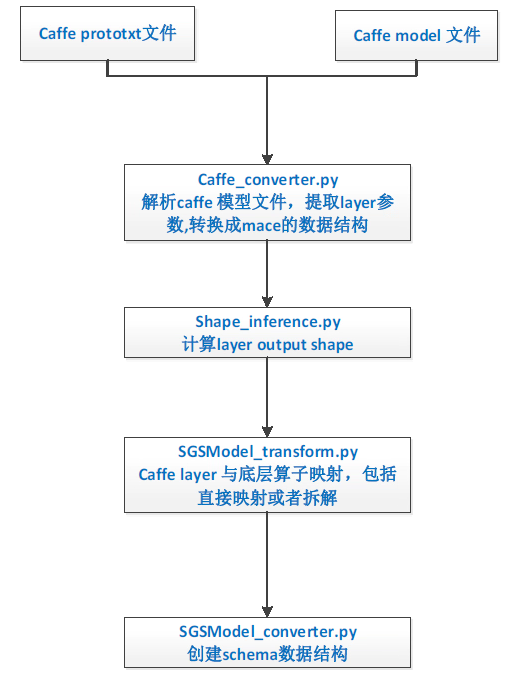 Caffe prototxt文件
Caffe model 文件
Caffe_converter.py
解析caffe 模型文件，提取layer参
数,转换成mace的数据结构
Shape_inference.py
计算layer output shape
SGSModel_transform.py
Caffe layer 与底层算子映射，包括
直接映射或者拆解
SGSModel_converter.py
创建schema数据结构